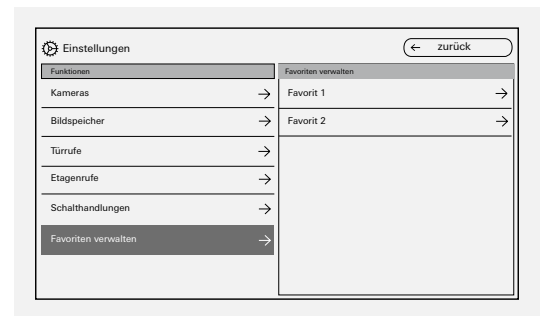 Einstellungen
zurück
Funktionen
Kameras
Bildspeicher
Türrufe
Etagenrufe
Schalthandlungen
Favoriten verwalten
Favoriten verwalten
Favorit 1
Favorit 2